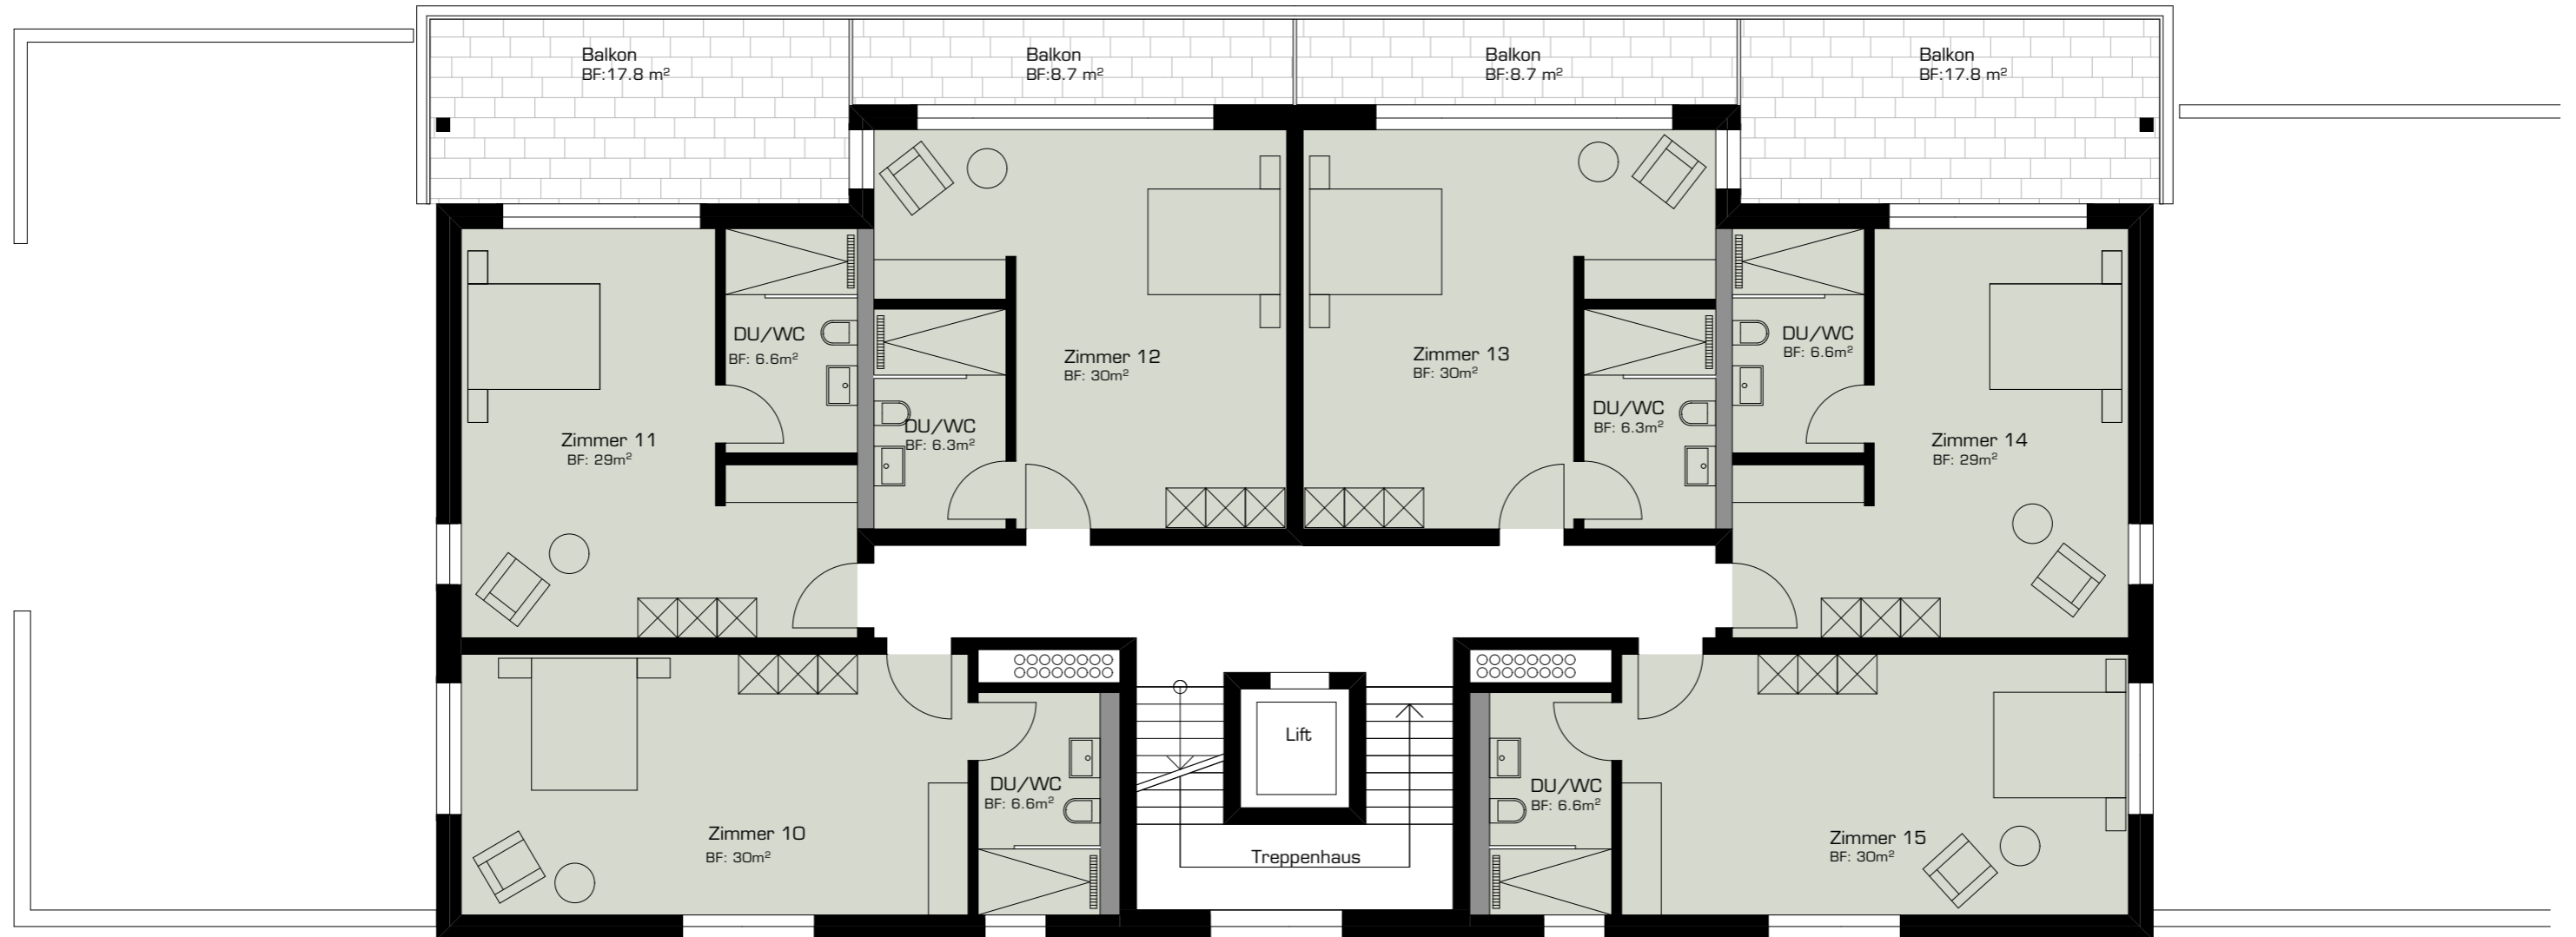 Balkon
BF:17.8 m²
Balkon
BF:8.7 m²
Balkon
BF:8.7 m²
Balkon
BF:17.8 m²
DU/WC
BF: 6.6m²
Zimmer 12
BF: 30m²
Zimmer 13
BF: 30m²
DU/WC
BF: 6.6m²
Zimmer 11
BF: 29m²
DU/WC
BF: 6.3m²
DU/WC
BF: 6.3m²
Zimmer 14
BF: 29m²
Lift
Zimmer 10
BF: 30m²
DU/WC
BF: 6.6m²
Treppenhaus
DU/WC
BF: 6.6m²
Zimmer 15
BF: 30m²